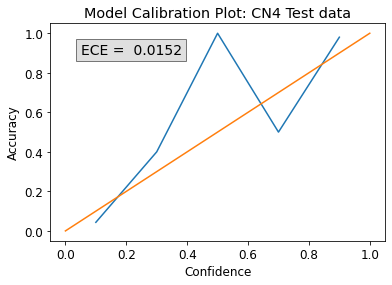 Model Calibration Plot: CN4 Test data
ECE =  0.0152
1.0
0.8
0.6
0.4
0.2
0.0
Accuracy
0.0 0.2 0.4 0.6 0.8 1.0
Confidence